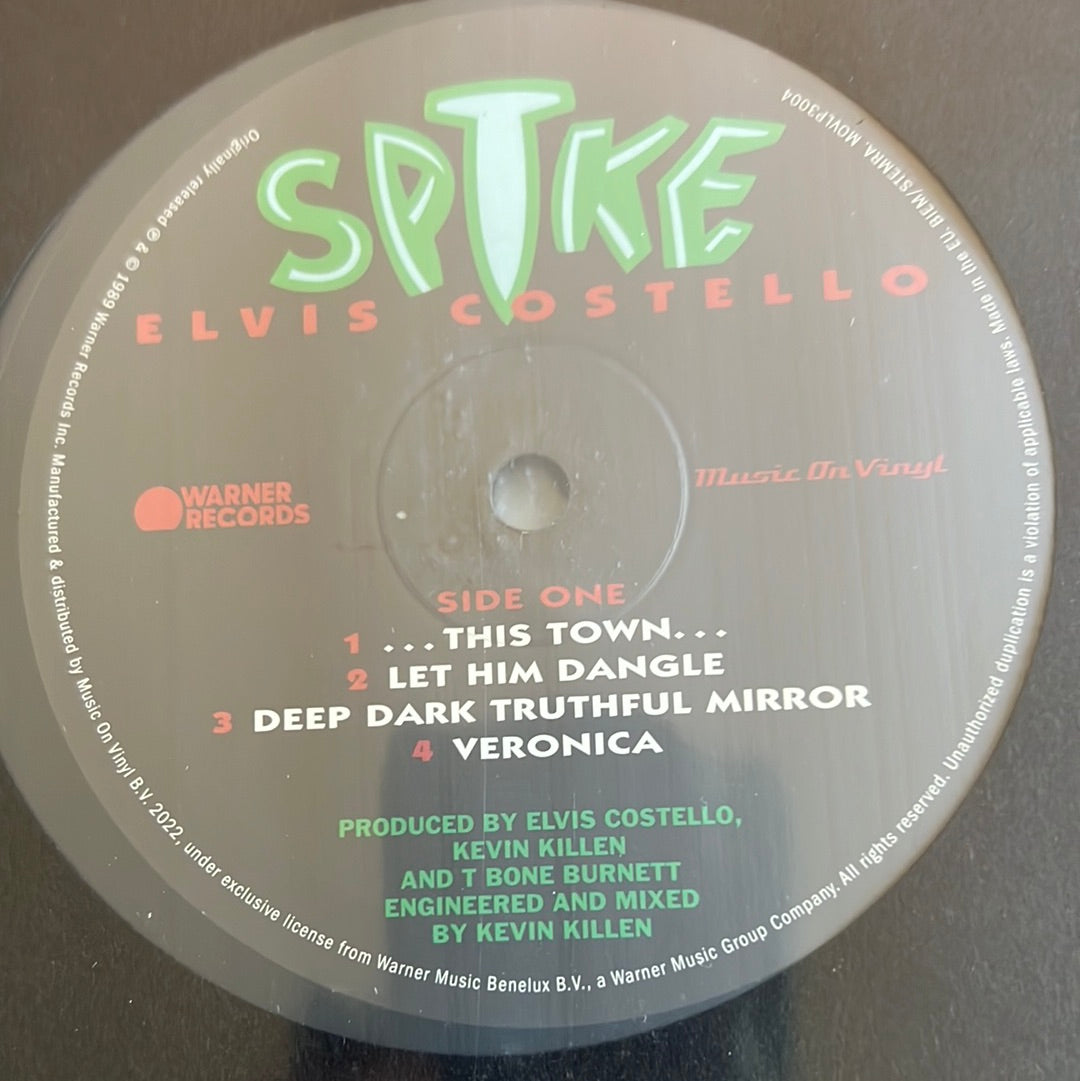 SPIKE
ELVIS COSTELLO
WARNER
RECORDS
Music On Vinyl
SIDE ONE
1 ...THIS TOWN...
2 LET HIM DANGLE
3 DEEP DARK TRUTHFUL MIRROR
4 VERONICA
PRODUCED BY ELVIS COSTELLO,
KEVIN KILLEN
AND T BONE BURNETT
ENGINEERED AND MIXED
BY KEVIN KILLEN
Originally released ℗ & © 1989 Warner Records Inc. Manufactured & distributed by Music On Vinyl B.V. 2022, under exclusive license from Warner Music Benelux B.V., a Warner Music Group Company. All rights reserved. Unauthorized duplication is a violation of applicable laws. Made in the EU. BIEM/STEMRA. MOVLP3004